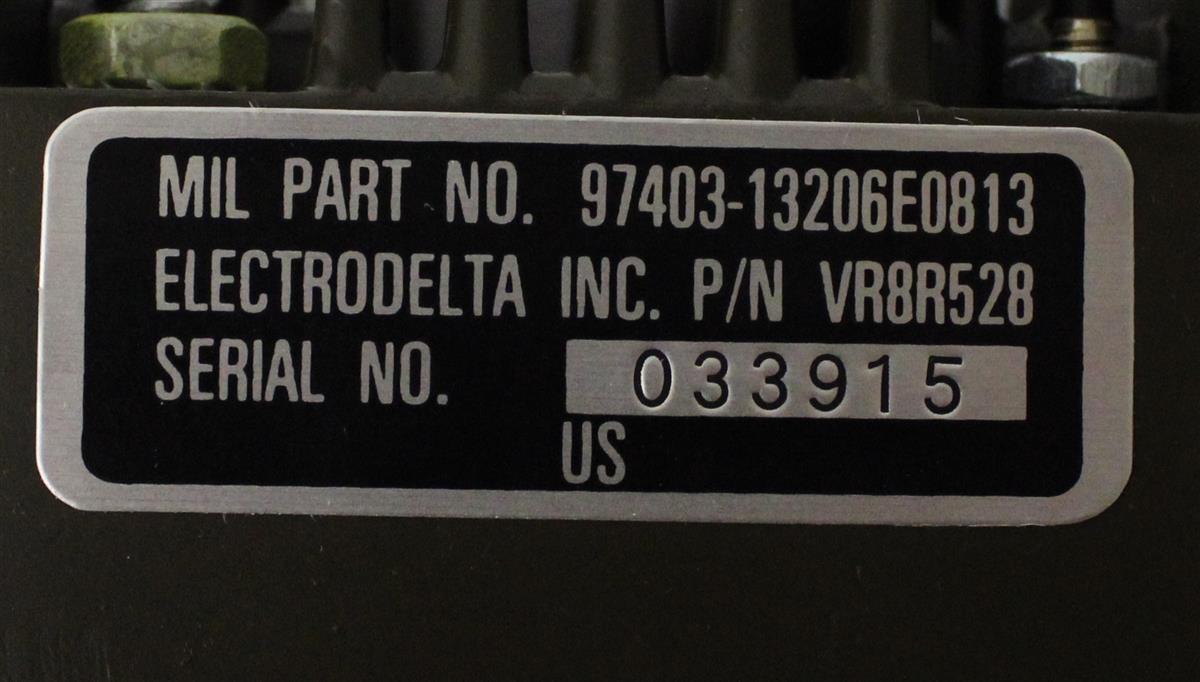 MIL PART NO. 97403-13206E0813
ELECTRODELTA INC. P/N VR8R528
SERIAL NO. 033915
US